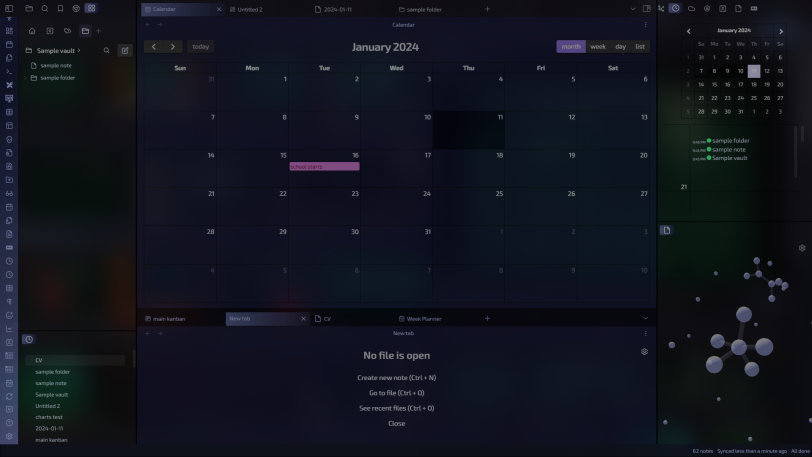 Calendar
Untitled 2
2024-01-11
sample folder
Calendar
today
January 2024
month
week
day
list
Sun Mon Tue Wed Thu Fri Sat
31 1 2 3 4 5 6
7 8 9 10 11 12 13
14 15 16 17 18 19 20
school starts
21 22 23 24 25 26 27
28 29 30 31 1 2 3
4 5 6 7 8 9 10
Sample vault
sample note
sample folder
CV
sample folder
sample note
Sample vault
Untitled 2
charts test
2024-01-11
main kanban
main kanban
New tab
CV
Week Planner
New tab
No file is open
Create new note (Ctrl + N)
Go to file (Ctrl + O)
See recent files (Ctrl + O)
Close
January 2024
Su Mo Tu We Th Fr Sa
1 31 1 2 3 4 5 6
2 7 8 9 10 11 12 13
3 14 15 16 17 18 19 20
4 21 22 23 24 25 26 27
5 28 29 30 31 1 2 3
sample folder
sample note
Sample vault
21
62 notes Synced less than a minute ago All done